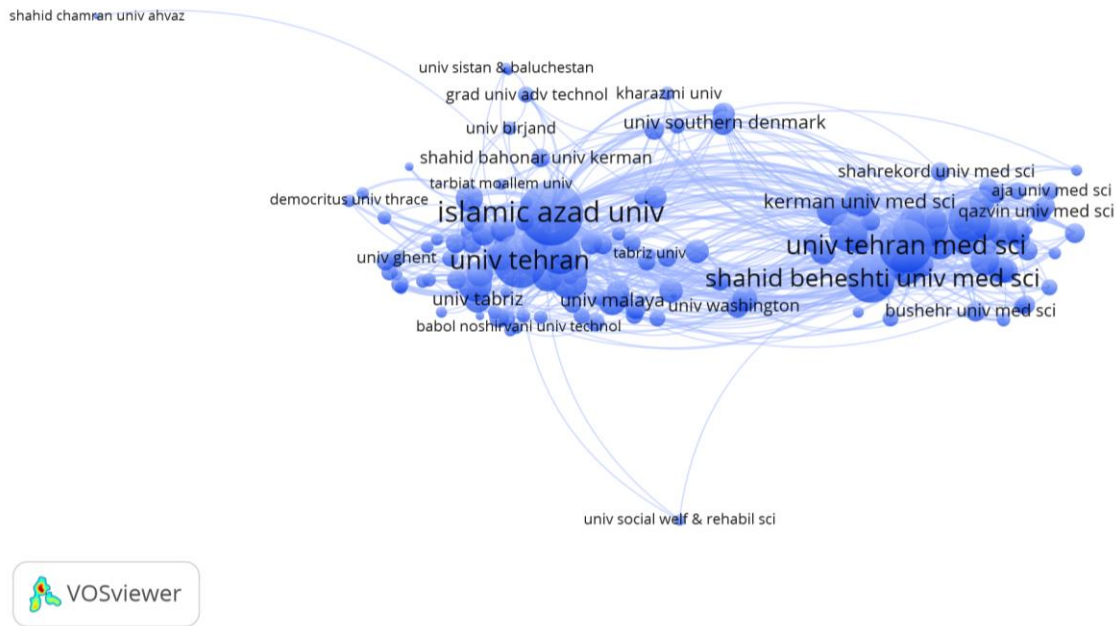 shahid chamran univ ahvaz
univ sistan & baluchestan
grad univ adv technol
kharazmi univ
univ birjand
univ southern denmark
shahid bahonar univ kerman
shahrekord univ med sci
tarbiat moallem univ
aja univ med sci
democritus univ thrace
kerman univ med sci
islamic azad univ
qazvin univ med sci
univ tehran med sci
tabriz univ
univ ghent
univ tehran
shahid beheshti univ med sci
univ tabriz
univ malaya
univ washington
bushehr univ med sci
babol noshirvani univ technol
univ social welf & rehabil sci
VOSviewer